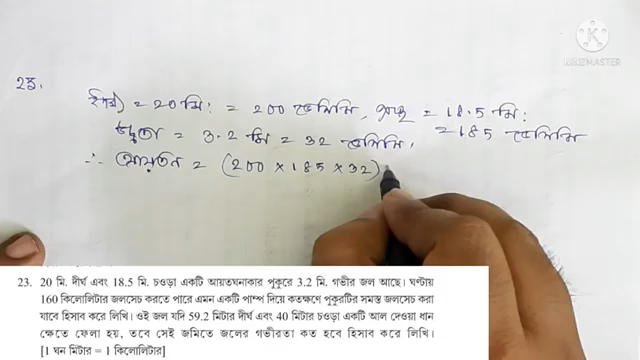 KINEMASTER
23.
দৈর্ঘ্য = 20 মি. = 200 ডেসিমি, প্রস্থ = 18.5 মি.
= 185 ডেসিমি
উচ্চতা = 3.2 মি = 32 ডেসিমি.
∴ আয়তন = (200 × 185 × 32)
23. 20 মি. দীর্ঘ এবং 18.5 মি. চওড়া একটি আয়তঘনাকার পুকুরে 3.2 মি. গভীর জল আছে। ঘণ্টায়
160 কিলোলিটার জলসেচ করতে পারে এমন একটি পাম্প দিয়ে কতক্ষণে পুকুরটির সমস্ত জলসেচ করা
যাবে হিসাব করে লিখি। ওই জল যদি 59.2 মিটার দীর্ঘ এবং 40 মিটার চওড়া একটি আল দেওয়া ধান
ক্ষেতে ফেলা হয়, তবে সেই জমিতে জলের গভীরতা কত হবে হিসাব করে লিখি।
[1 ঘন মিটার = 1 কিলোলিটার]